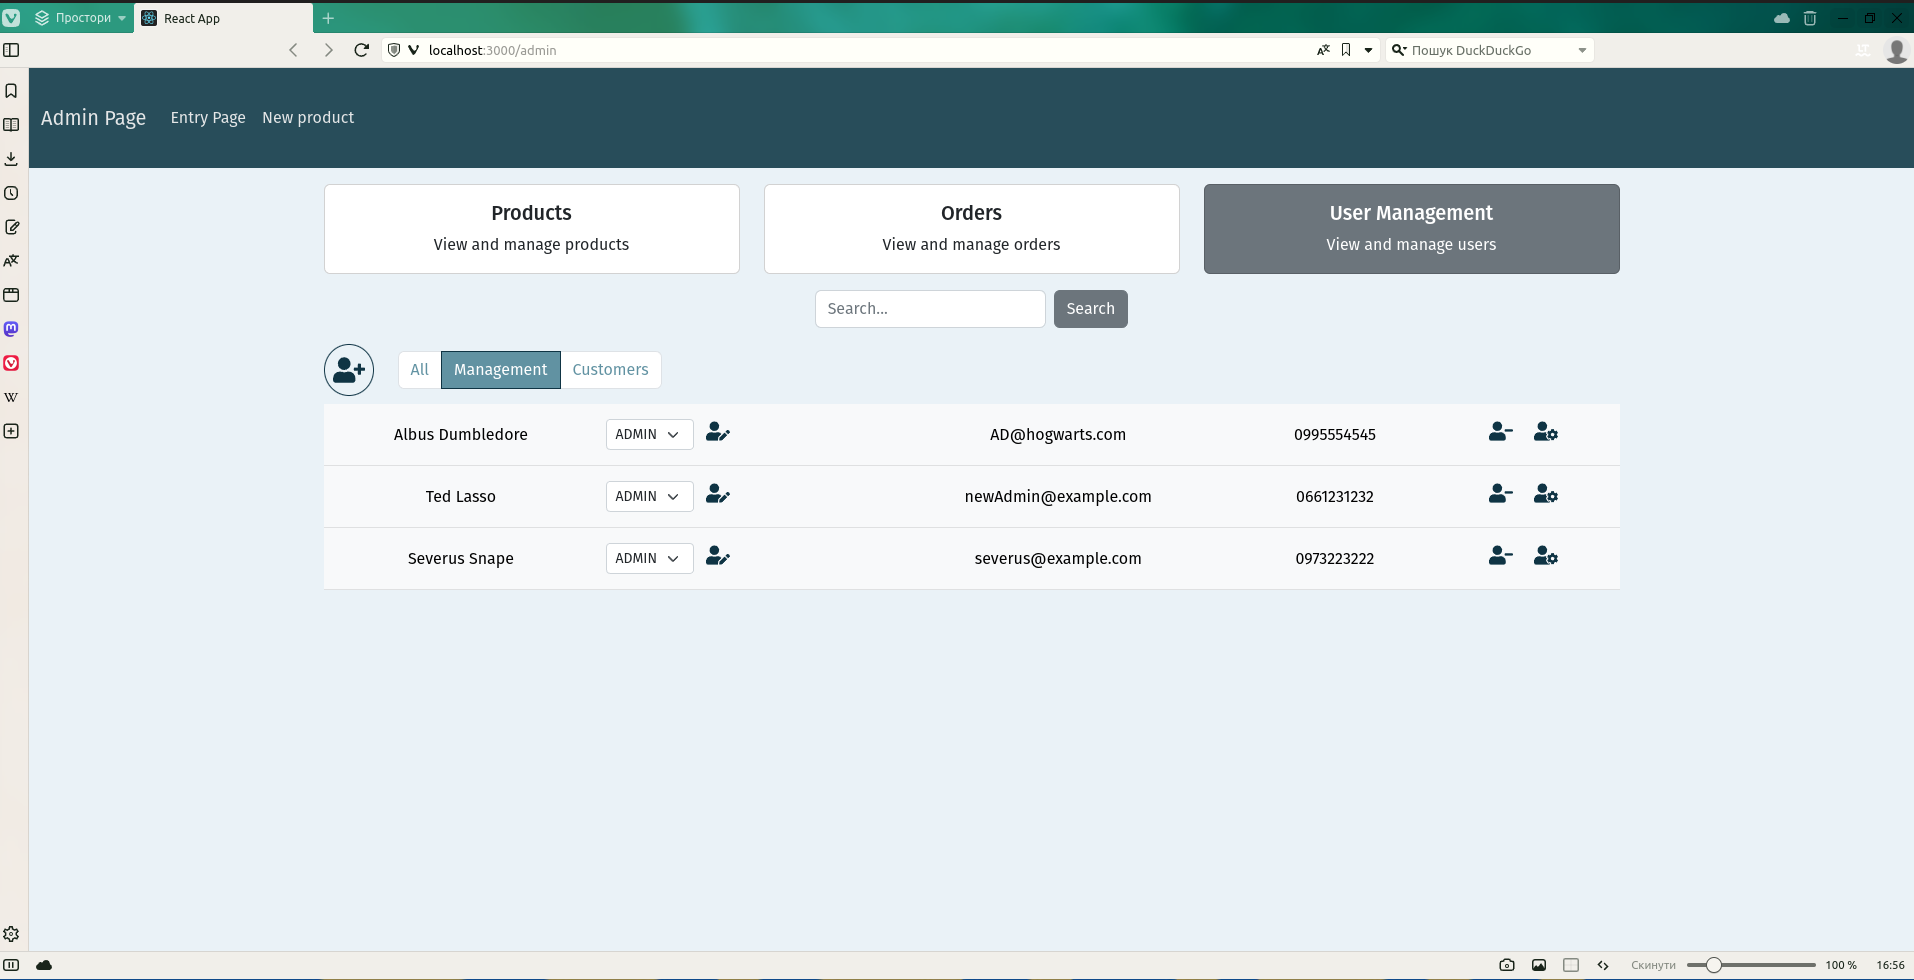 Простори
React App
localhost:3000/admin
Пошук DuckDuckGo
Admin Page
Entry Page
New product
Products
View and manage products
Orders
View and manage orders
User Management
View and manage users
Search...
Search
All
Management
Customers
Albus Dumbledore ADMIN AD@hogwarts.com 0995554545
Ted Lasso ADMIN newAdmin@example.com 0661231232
Severus Snape ADMIN severus@example.com 0973223222
Скинути
100 %
16:56